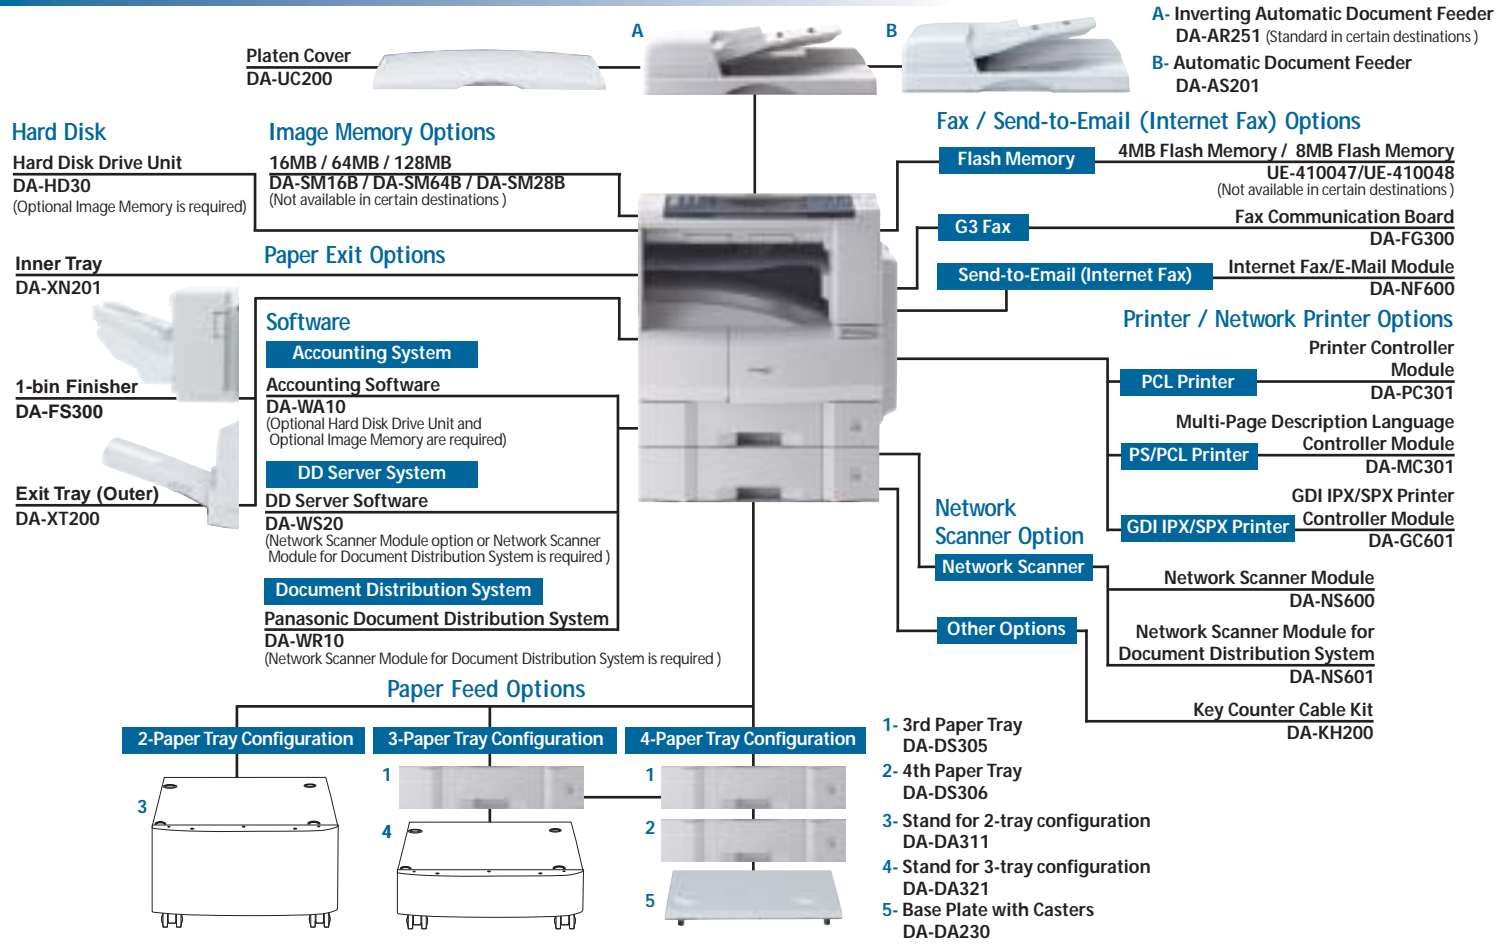 A- Inverting Automatic Document Feeder
DA-AR251 (Standard in certain destinations )
B- Automatic Document Feeder
DA-AS201
A
B
Platen Cover
DA-UC200
Hard Disk
Hard Disk Drive Unit
DA-HD30
(Optional Image Memory is required)
Image Memory Options
16MB / 64MB / 128MB
DA-SM16B / DA-SM64B / DA-SM28B
(Not available in certain destinations )
Fax / Send-to-Email (Internet Fax) Options
Flash Memory
4MB Flash Memory / 8MB Flash Memory
UE-410047/UE-410048
(Not available in certain destinations )
G3 Fax
Fax Communication Board
DA-FG300
Send-to-Email (Internet Fax)
Internet Fax/E-Mail Module
DA-NF600
Paper Exit Options
Inner Tray
DA-XN201
1-bin Finisher
DA-FS300
Exit Tray (Outer)
DA-XT200
Software
Accounting System
Accounting Software
DA-WA10
(Optional Hard Disk Drive Unit and
Optional Image Memory are required)
DD Server System
DD Server Software
DA-WS20
(Network Scanner Module option or Network Scanner
Module for Document Distribution System is required )
Document Distribution System
Panasonic Document Distribution System
DA-WR10
(Network Scanner Module for Document Distribution System is required )
Printer / Network Printer Options
PCL Printer
Printer Controller
Module
DA-PC301
PS/PCL Printer
Multi-Page Description Language
Controller Module
DA-MC301
GDI IPX/SPX Printer
GDI IPX/SPX Printer
Controller Module
DA-GC601
Network
Scanner Option
Network Scanner
Network Scanner Module
DA-NS600
Network Scanner Module for
Document Distribution System
DA-NS601
Other Options
Key Counter Cable Kit
DA-KH200
Paper Feed Options
2-Paper Tray Configuration
3
3-Paper Tray Configuration
1
4
4-Paper Tray Configuration
1
2
5
1- 3rd Paper Tray
DA-DS305
2- 4th Paper Tray
DA-DS306
3- Stand for 2-tray configuration
DA-DA311
4- Stand for 3-tray configuration
DA-DA321
5- Base Plate with Casters
DA-DA230